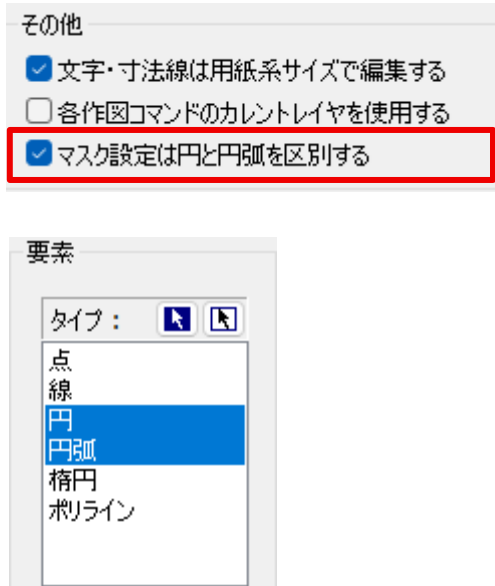 その他
文字・寸法線は用紙系サイズで編集する
各作図コマンドのカレントレイヤを使用する
マスク設定は円と円弧を区別する
要素
タイプ：
点
線
円
円弧
楕円
ポリライン